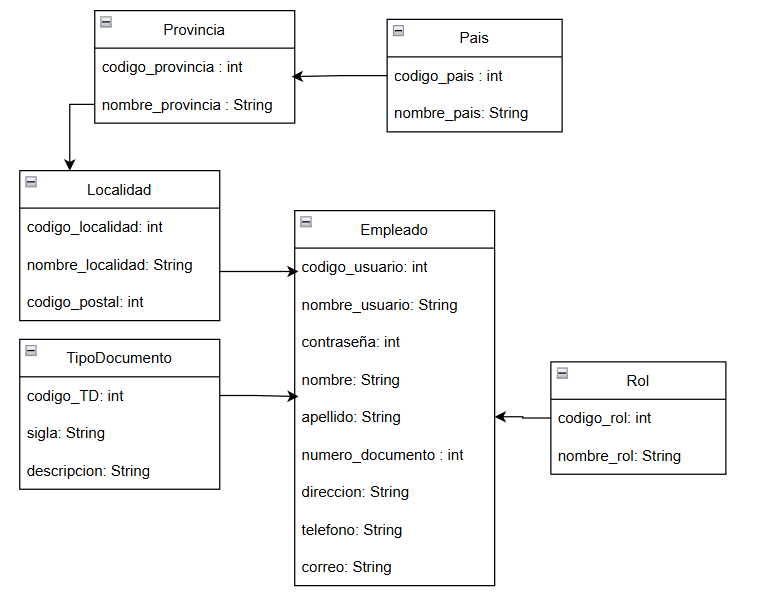 Provincia
codigo_provincia : int
nombre_provincia : String
Pais
codigo_pais : int
nombre_pais: String
Localidad
codigo_localidad: int
nombre_localidad: String
codigo_postal: int
TipoDocumento
codigo_TD: int
sigla: String
descripcion: String
Empleado
codigo_usuario: int
nombre_usuario: String
contraseña: int
nombre: String
apellido: String
numero_documento : int
direccion: String
telefono: String
correo: String
Rol
codigo_rol: int
nombre_rol: String